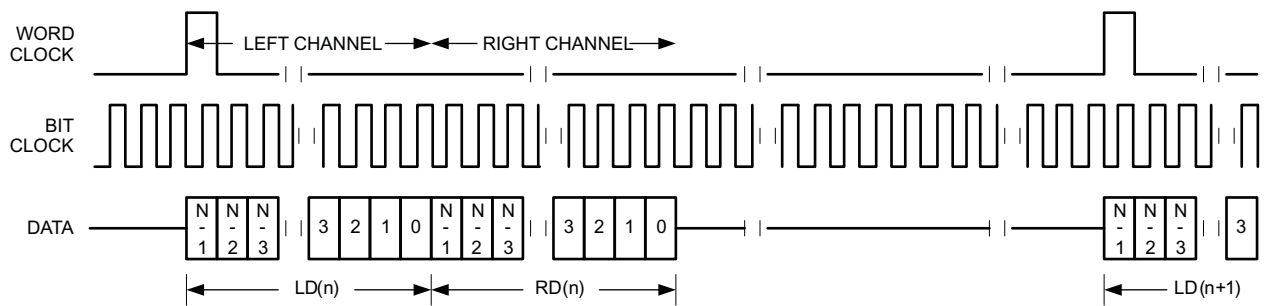 WORD
CLOCK
LEFT CHANNEL
RIGHT CHANNEL
BIT
CLOCK
DATA
N
-
1
N
-
2
N
-
3
3
2
1
0
N
-
1
N
-
2
N
-
3
3
2
1
0
N
-
1
N
-
2
N
-
3
3
LD(n)
RD(n)
LD(n+1)